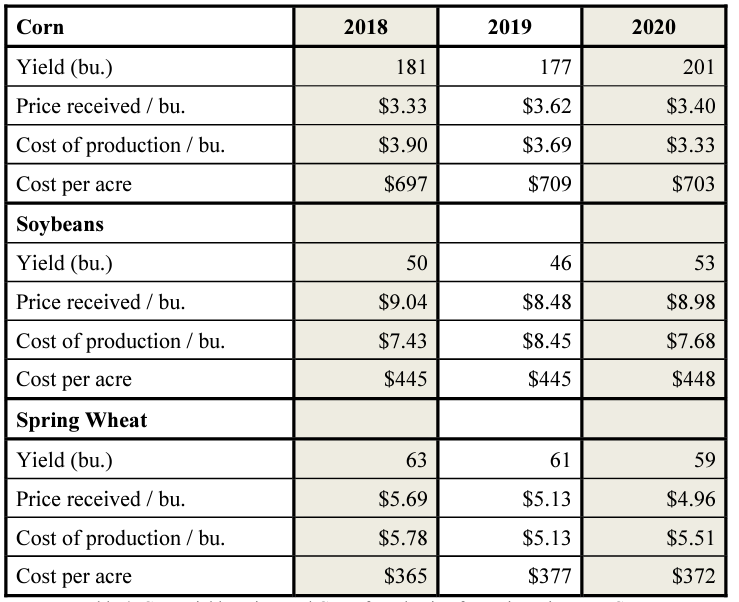 Corn 2018 2019 2020
Yield (bu.) 181 177 201
Price received / bu. $3.33 $3.62 $3.40
Cost of production / bu. $3.90 $3.69 $3.33
Cost per acre $697 $709 $703
Soybeans
Yield (bu.) 50 46 53
Price received / bu. $9.04 $8.48 $8.98
Cost of production / bu. $7.43 $8.45 $7.68
Cost per acre $445 $445 $448
Spring Wheat
Yield (bu.) 63 61 59
Price received / bu. $5.69 $5.13 $4.96
Cost of production / bu. $5.78 $5.13 $5.51
Cost per acre $365 $377 $372